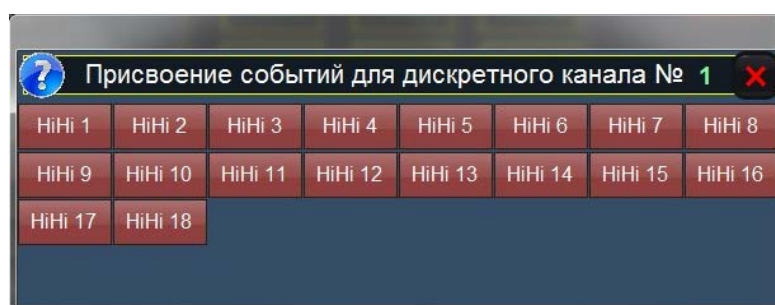 ? Присвоение событий для дискретного канала № 1
HiHi 1 HiHi 2 HiHi 3 HiHi 4 HiHi 5 HiHi 6 HiHi 7 HiHi 8
HiHi 9 HiHi 10 HiHi 11 HiHi 12 HiHi 13 HiHi 14 HiHi 15 HiHi 16
HiHi 17 HiHi 18